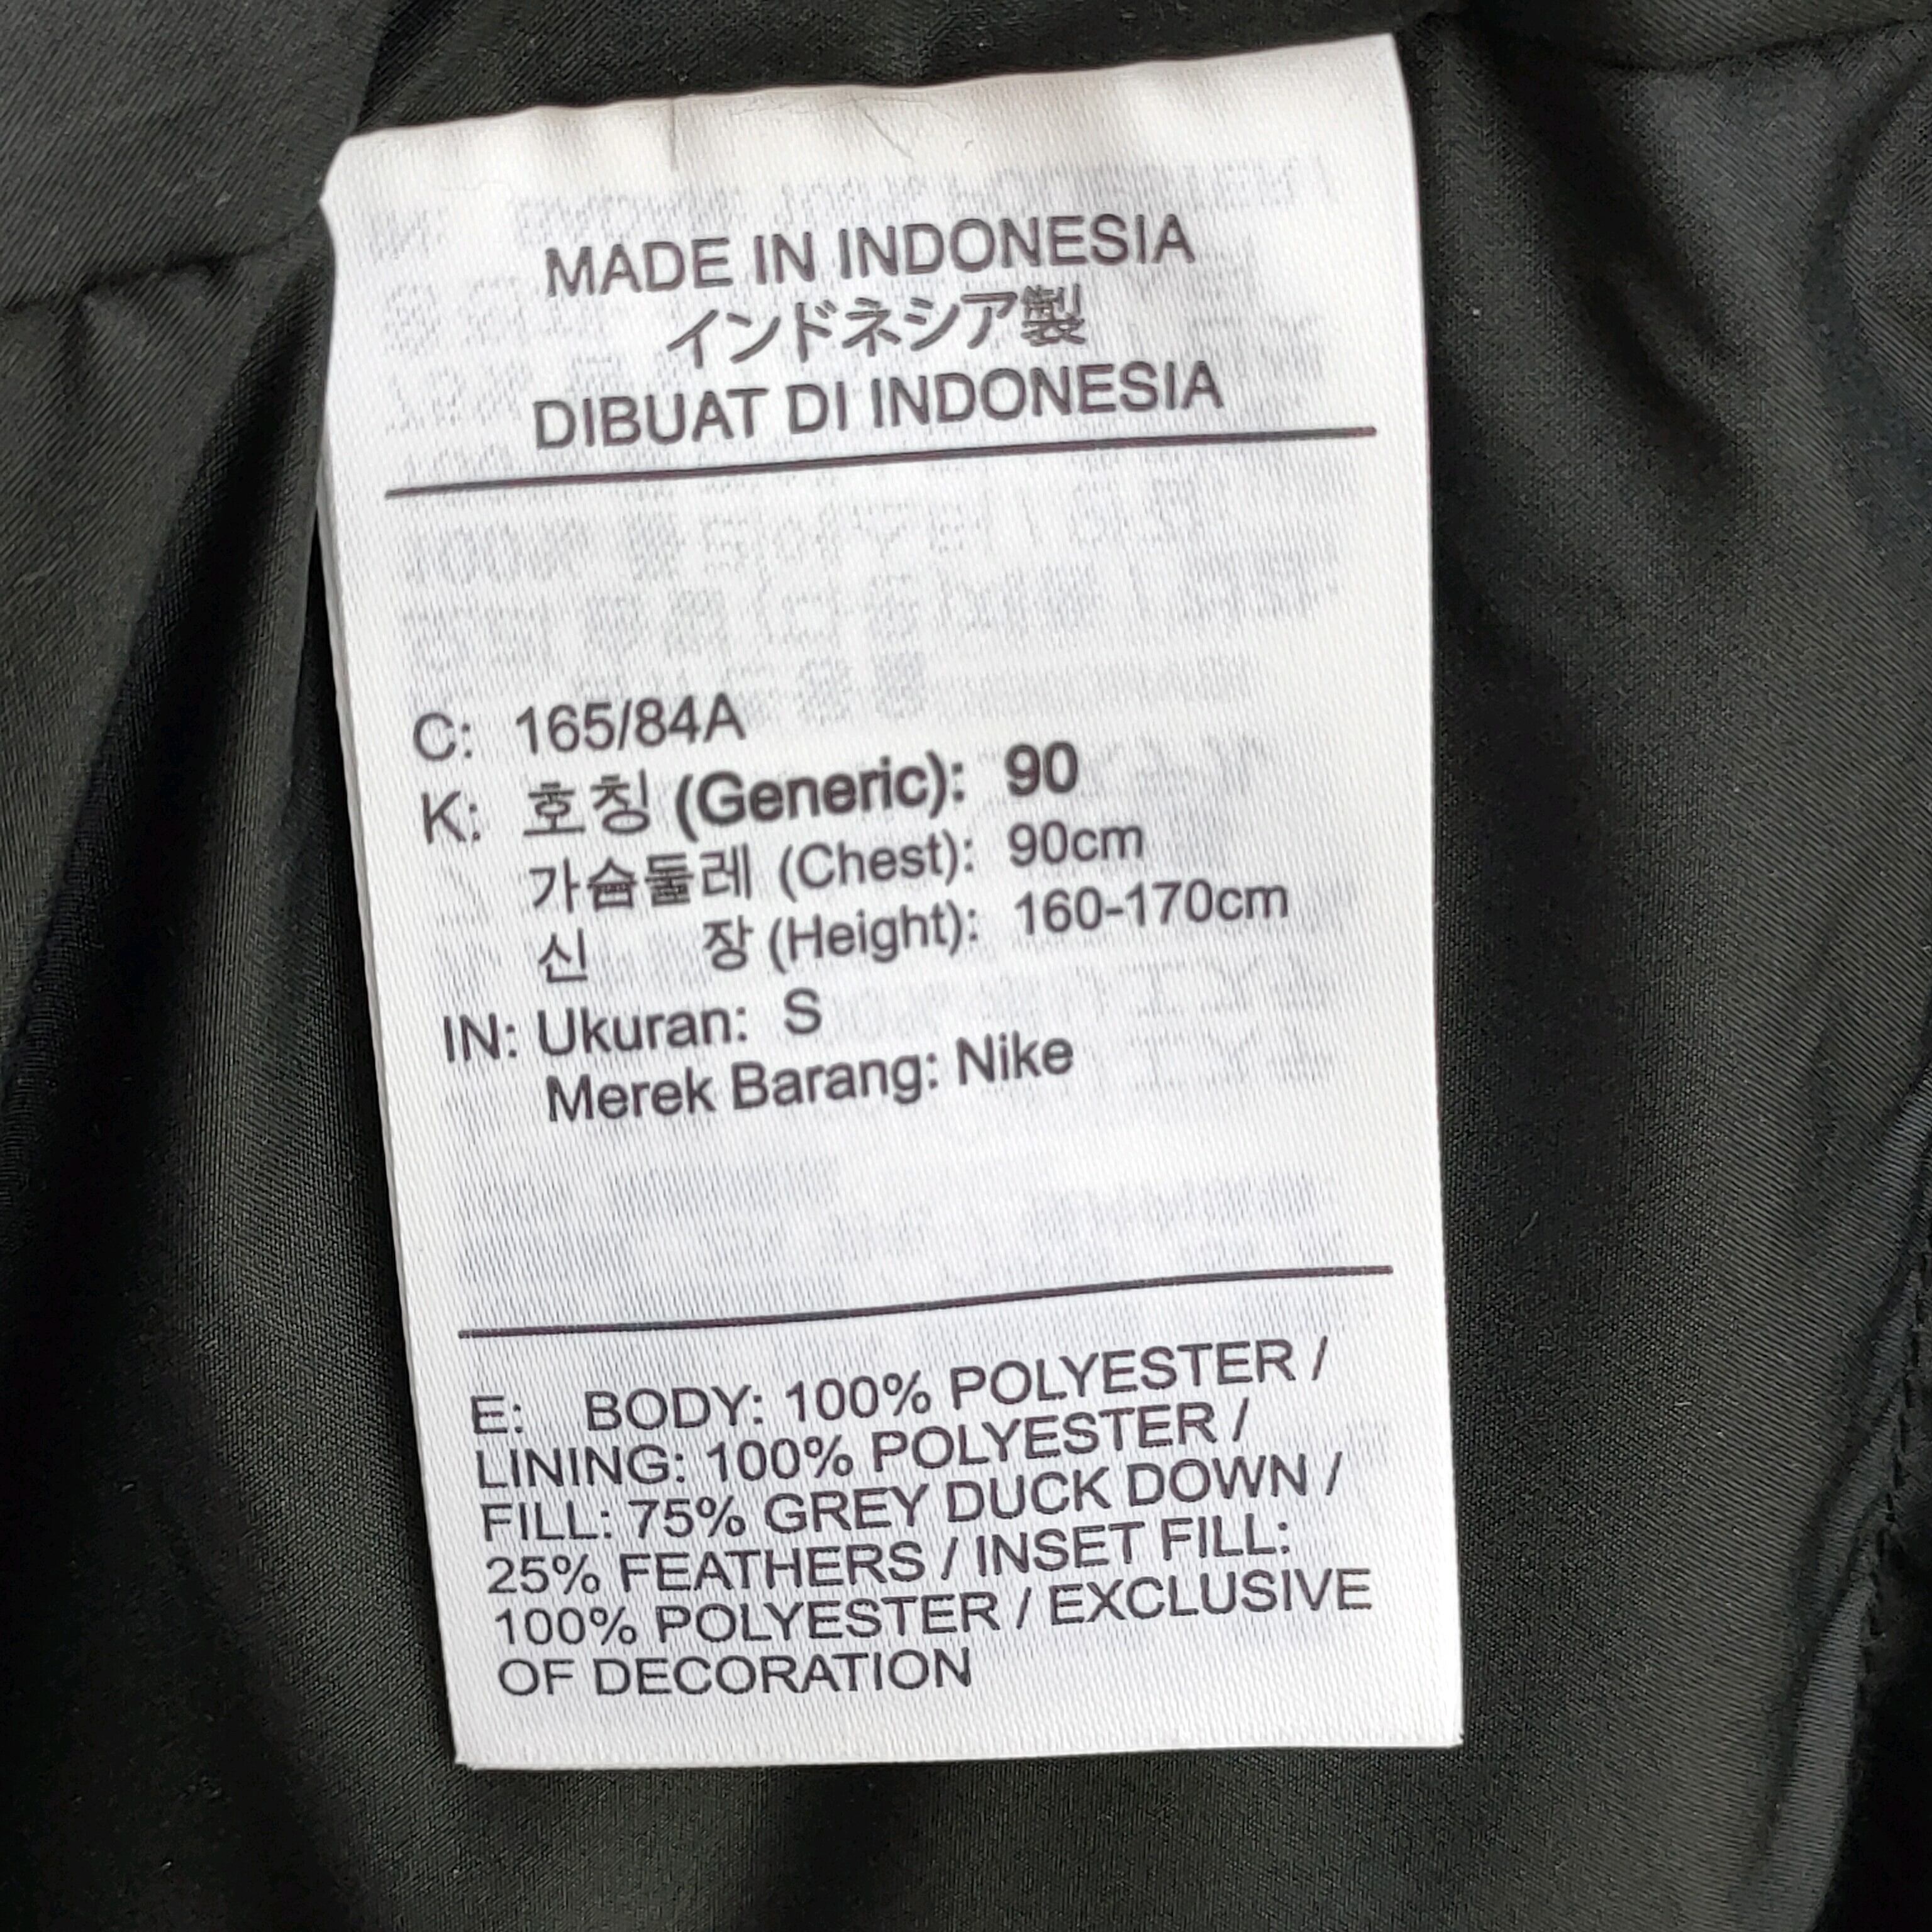 MADE IN INDONESIA
インドネシア製
DIBUAT DI INDONESIA
C: 165/84A
K: 호칭 (Generic): 90
가슴둘레 (Chest): 90cm
신 장 (Height): 160-170cm
IN: Ukuran: S
Merek Barang: Nike
E: BODY: 100% POLYESTER /
LINING: 100% POLYESTER /
FILL: 75% GREY DUCK DOWN /
25% FEATHERS / INSET FILL:
100% POLYESTER / EXCLUSIVE
OF DECORATION